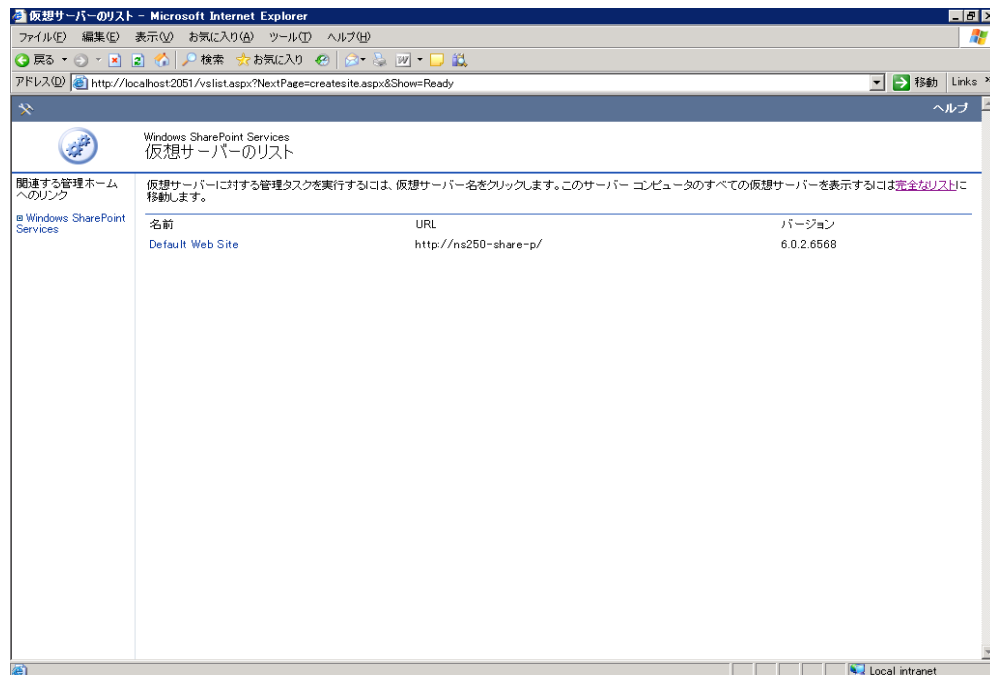 仮想サーバーのリスト - Microsoft Internet Explorer
ファイル(F) 編集(E) 表示(V) お気に入り(A) ツール(T) ヘルプ(H)
戻る 検索 お気に入り
アドレス(D) http://localhost:2051/vslist.aspx?NextPage=createsite.aspx&Show=Ready 移動 Links »
ヘルプ
Windows SharePoint Services
仮想サーバーのリスト
関連する管理ホーム
へのリンク
Windows SharePoint
Services
仮想サーバーに対する管理タスクを実行するには、仮想サーバー名をクリックします。このサーバー コンピュータのすべての仮想サーバーを表示するには完全なリストに
移動します。
名前 URL バージョン
Default Web Site http://ns250-share-p/ 6.0.2.6568
Local intranet